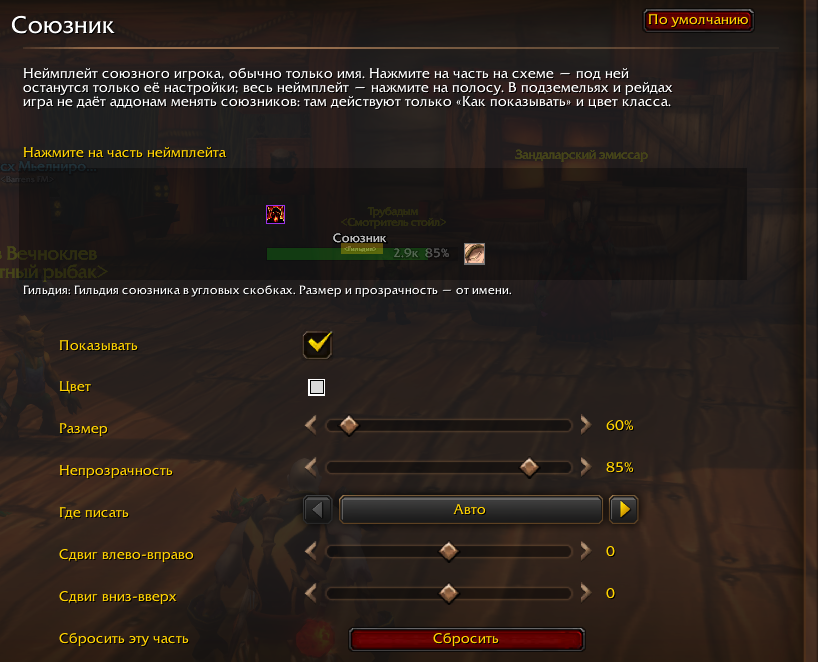 Союзник
По умолчанию
Неймплейт союзного игрока, обычно только имя. Нажмите на часть на схеме — под ней
останутся только её настройки; весь неймплейт — нажмите на полосу. В подземельях и рейдах
игра не даёт аддонам менять союзников: там действуют только «Как показывать» и цвет класса.
Нажмите на часть неймплейта
Зандаларский эмиссар
Трубадым
<Смотритель стойл>
Союзник
<Гильдия>
2.9к 85%
Вечноклев
рыбак>
Гильдия: Гильдия союзника в угловых скобках. Размер и прозрачность — от имени.
Показывать
Цвет
Размер
60%
Непрозрачность
85%
Где писать
Авто
Сдвиг влево-вправо
0
Сдвиг вниз-вверх
0
Сбросить эту часть
Сбросить